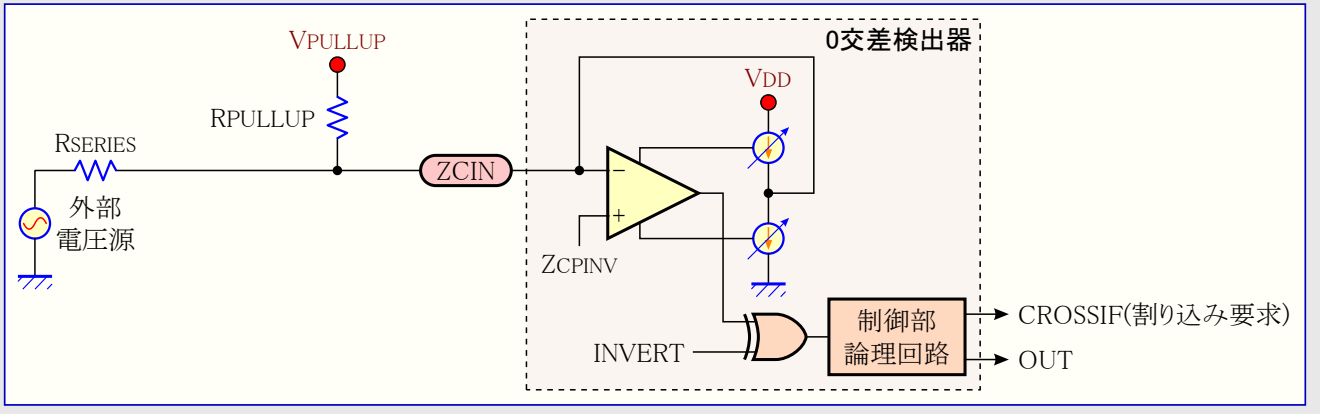 0交差検出器
VPULLUP
VDD
RPULLUP
RSERIES
ZCIN
−
+
外部
電圧源
ZCPINV
INVERT
制御部
論理回路
CROSSIF(割り込み要求)
OUT